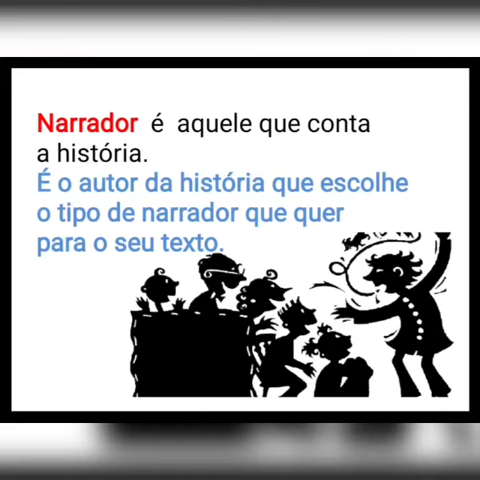 Narrador é aquele que conta
a história.
É o autor da história que escolhe
o tipo de narrador que quer
para o seu texto.